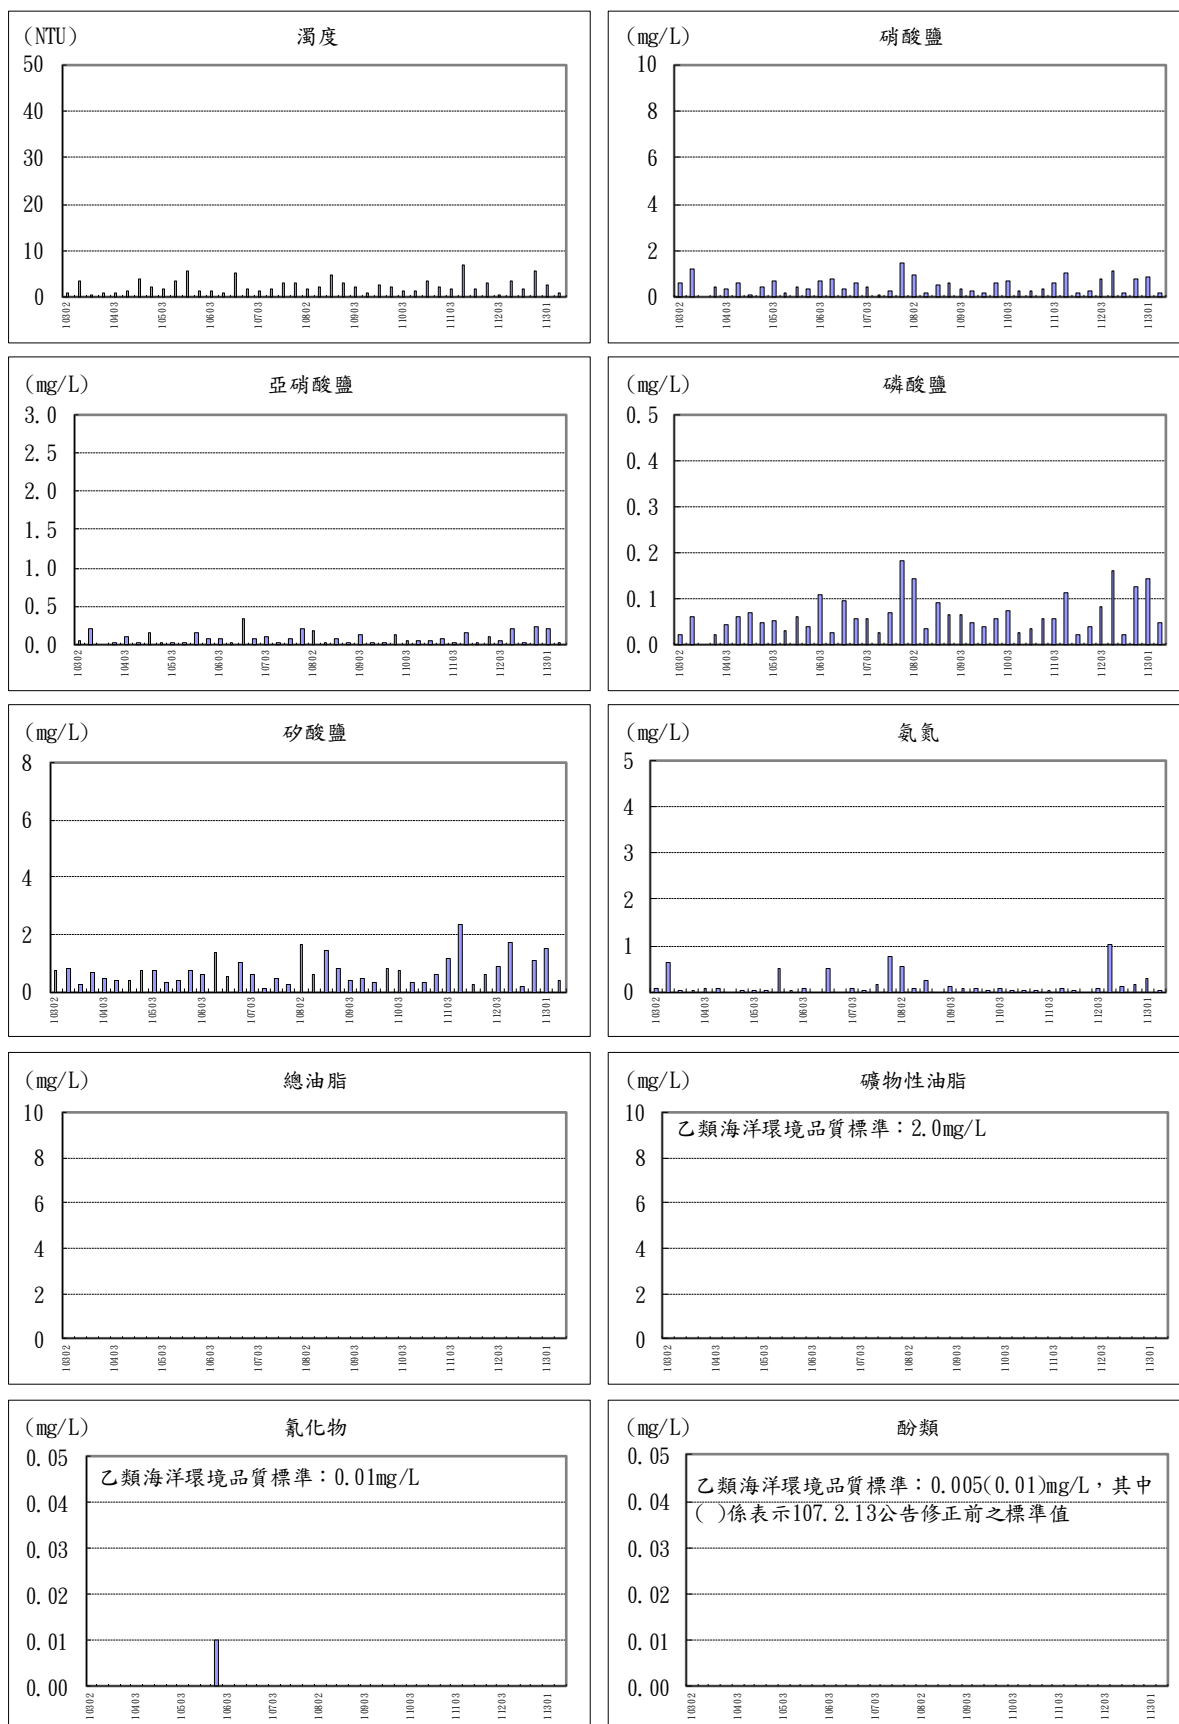 (NTU) 濁度
50
40
30
20
10
0
10302 10403 10503 10603 10703 10802 10903 11003 11103 11203 11301
(mg/L) 硝酸鹽
10
8
6
4
2
0
10302 10403 10503 10603 10703 10802 10903 11003 11103 11203 11301
(mg/L) 亞硝酸鹽
3.0
2.5
2.0
1.5
1.0
0.5
0.0
10302 10403 10503 10603 10703 10802 10903 11003 11103 11203 11301
(mg/L) 磷酸鹽
0.5
0.4
0.3
0.2
0.1
0.0
10302 10403 10503 10603 10703 10802 10903 11003 11103 11203 11301
(mg/L) 矽酸鹽
8
6
4
2
0
10302 10403 10503 10603 10703 10802 10903 11003 11103 11203 11301
(mg/L) 氨氮
5
4
3
2
1
0
10302 10403 10503 10603 10703 10802 10903 11003 11103 11203 11301
(mg/L) 總油脂
10
8
6
4
2
0
10302 10403 10503 10603 10703 10802 10903 11003 11103 11203 11301
(mg/L) 礦物性油脂
10
乙類海洋環境品質標準：2.0mg/L
8
6
4
2
0
10302 10403 10503 10603 10703 10802 10903 11003 11103 11203 11301
(mg/L) 氰化物
0.05
乙類海洋環境品質標準：0.01mg/L
0.04
0.03
0.02
0.01
0.00
10302 10403 10503 10603 10703 10802 10903 11003 11103 11203 11301
(mg/L) 酚類
0.05
乙類海洋環境品質標準：0.005(0.01)mg/L，其中
( )係表示107.2.13公告修正前之標準值
0.04
0.03
0.02
0.01
0.00
10302 10403 10503 10603 10703 10802 10903 11003 11103 11203 11301